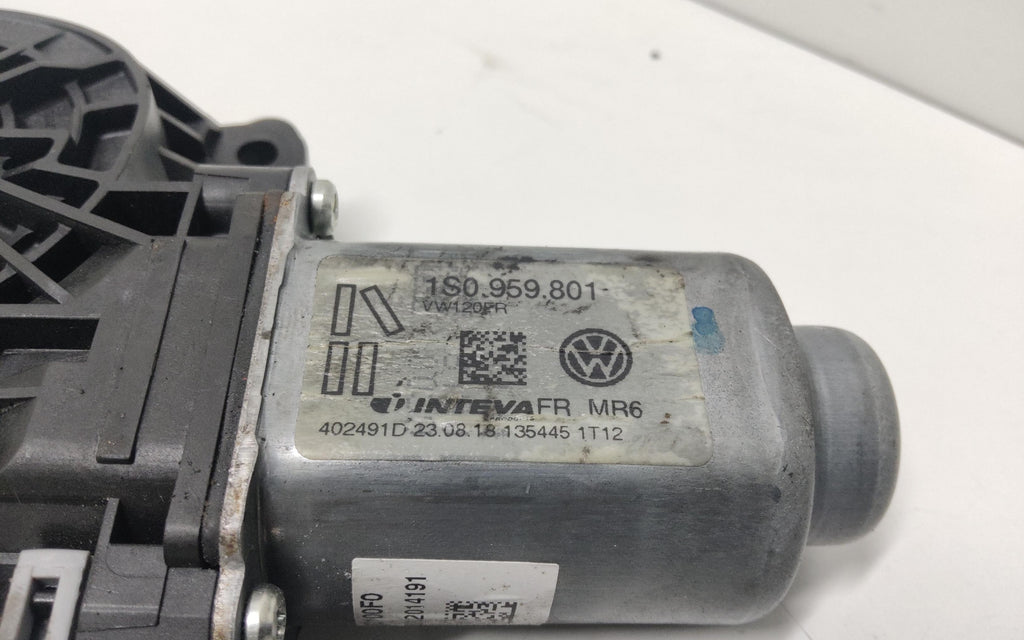 1S0.959.801-
VW120FR
INTEVA FR MR6
402491D 23.08.18 135445 1T12
2014191